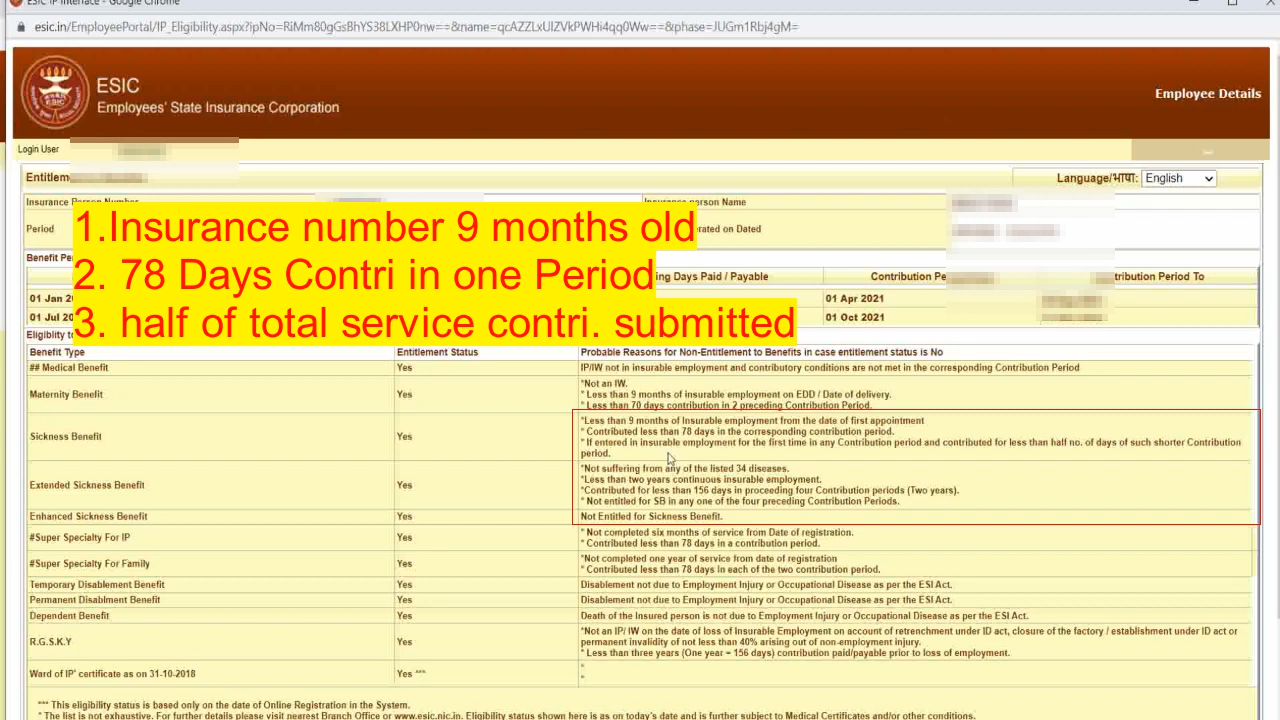 ESIC IP Interface - Google Chrome
esic.in/EmployeePortal/IP_Eligibility.aspx?ipNo=RiMm80gGsBhYS38LXHP0nw==&name=qcAZZLxUIZVkPWHi4qq0Ww==&phase=JUGm1Rbj4gM=
ESIC
Employees' State Insurance Corporation
Employee Details
Login User
Entitlem
Language/भाषा: English
Insurance Person Number
Insurance person Name
Period
rated on Dated
1.Insurance number 9 months old
2. 78 Days Contri in one Period
3. half of total service contri. submitted
Benefit Pe
ng Days Paid / Payable Contribution Pe tribution Period To
01 Jan 20 01 Apr 2021
01 Jul 20 01 Oct 2021
Eligiblity to
Benefit Type Entitlement Status Probable Reasons for Non-Entitlement to Benefits in case entitlement status is No
## Medical Benefit Yes IP/IW not in insurable employment and contributory conditions are not met in the corresponding Contribution Period
Maternity Benefit Yes *Not an IW.
* Less than 9 months of insurable employment on EDD / Date of delivery.
* Less than 70 days contribution in 2 preceding Contribution Period.
Sickness Benefit Yes *Less than 9 months of Insurable employment from the date of first appointment
* Contributed less than 78 days in the corresponding contribution period.
* If entered in insurable employment for the first time in any Contribution period and contributed for less than half no. of days of such shorter Contribution
period.
Extended Sickness Benefit Yes *Not suffering from any of the listed 34 diseases.
*Less than two years continuous insurable employment.
*Contributed for less than 156 days in proceeding four Contribution periods (Two years).
* Not entitled for SB in any one of the four preceding Contribution Periods.
Enhanced Sickness Benefit Yes Not Entitled for Sickness Benefit.
#Super Specialty For IP Yes * Not completed six months of service from Date of registration.
* Contributed less than 78 days in a contribution period.
#Super Specialty For Family Yes *Not completed one year of service from date of registration
* Contributed less than 78 days in each of the two contribution period.
Temporary Disablement Benefit Yes Disablement not due to Employment Injury or Occupational Disease as per the ESI Act.
Permanent Disablment Benefit Yes Disablement not due to Employment Injury or Occupational Disease as per the ESI Act.
Dependent Benefit Yes Death of the Insured person is not due to Employment Injury or Occupational Disease as per the ESI Act.
R.G.S.K.Y Yes *Not an IP/ IW on the date of loss of Insurable Employment on account of retrenchment under ID act, closure of the factory / establishment under ID act or
permanent Invalidity of not less than 40% arising out of non-employment injury.
* Less than three years (One year = 156 days) contribution paid/payable prior to loss of employment.
Ward of IP' certificate as on 31-10-2018 Yes *** *
*
*** This eligibility status is based only on the date of Online Registration in the System.
* The list is not exhaustive. For further details please visit nearest Branch Office or www.esic.nic.in. Eligibility status shown here is as on today's date and is further subject to Medical Certificates and/or other conditions.